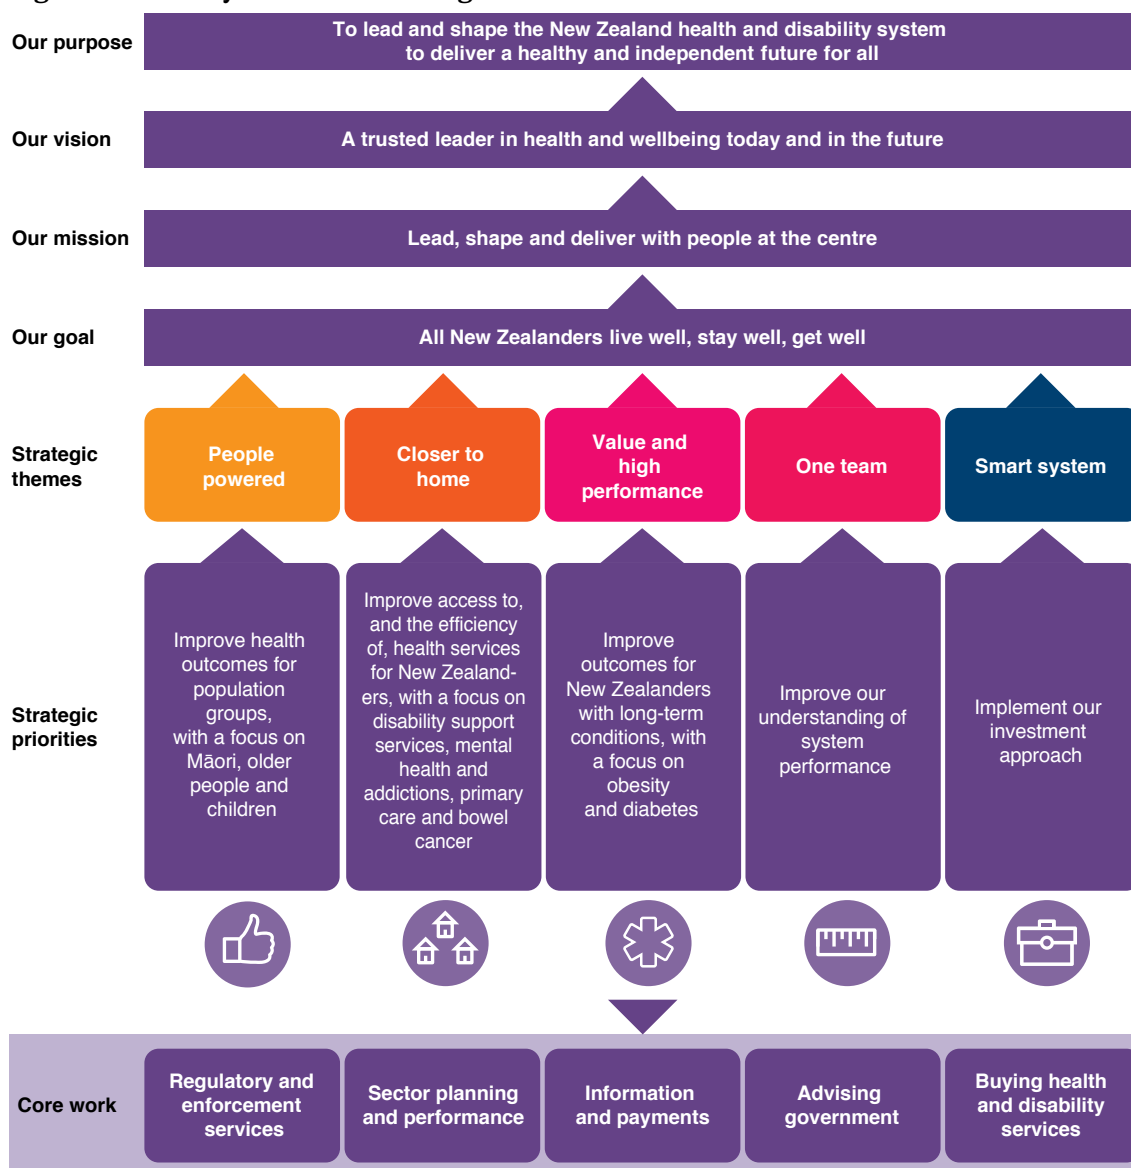 Our purpose
To lead and shape the New Zealand health and disability system
to deliver a healthy and independent future for all
Our vision
A trusted leader in health and wellbeing today and in the future
Our mission
Lead, shape and deliver with people at the centre
Our goal
All New Zealanders live well, stay well, get well
Strategic
themes
People
powered
Closer to
home
Value and
high
performance
One team
Smart system
Strategic
priorities
Improve health
outcomes for
population
groups,
with a focus on
Māori, older
people and
children
Improve access to,
and the efficiency
of, health services
for New Zealand-
ers, with a focus on
disability support
services, mental
health and
addictions, primary
care and bowel
cancer
Improve
outcomes for
New Zealanders
with long-term
conditions, with
a focus on
obesity
and diabetes
Improve our
understanding of
system
performance
Implement our
investment
approach
Core work
Regulatory and
enforcement
services
Sector planning
and performance
Information
and payments
Advising
government
Buying health
and disability
services